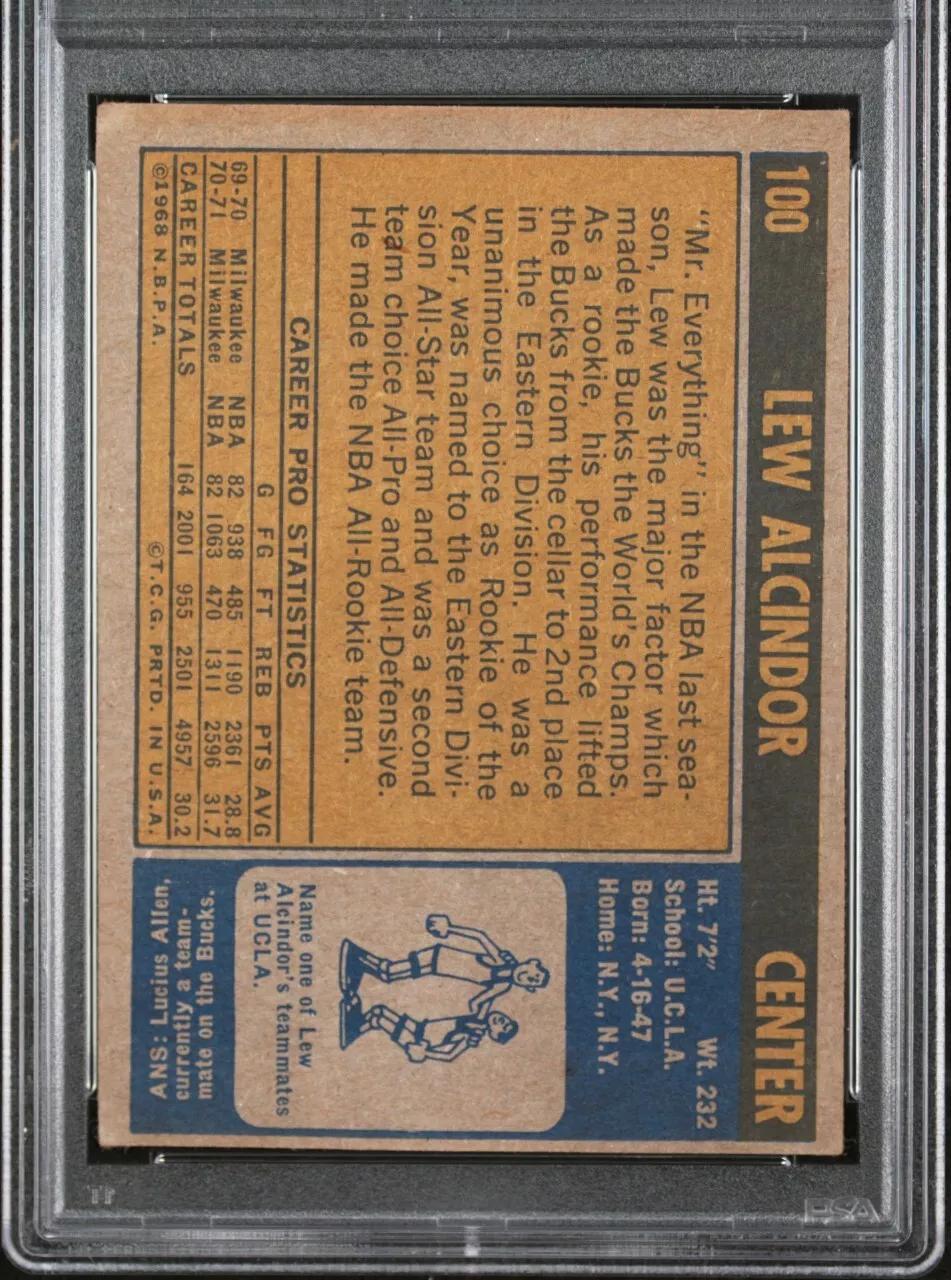 100 LEW ALCINDOR CENTER
"Mr. Everything" in the NBA last sea-
son, Lew was the major factor which
made the Bucks the World's Champs.
As a rookie, his performance lifted
the Bucks from the cellar to 2nd place
in the Eastern Division. He was a
unanimous choice as Rookie of the
Year, was named to the Eastern Divi-
sion All-Star team and was a second
team choice All-Pro and All-Defensive.
He made the NBA All-Rookie team.
CAREER PRO STATISTICS
G FG FT REB PTS AVG
69-70 Milwaukee NBA 82 938 485 1190 2361 28.8
70-71 Milwaukee NBA 82 1063 470 1311 2596 31.7
CAREER TOTALS 164 2001 955 2501 4957 30.2
©1968 N.B.P.A. ©T.C.G. PRTD. IN U.S.A.
Ht. 7'2" Wt. 232
School: U.C.L.A.
Born: 4-16-47
Home: N.Y., N.Y.
Name one of Lew
Alcindor's teammates
at UCLA.
ANS: Lucius Allen,
currently a team-
mate on the Bucks.
PSA